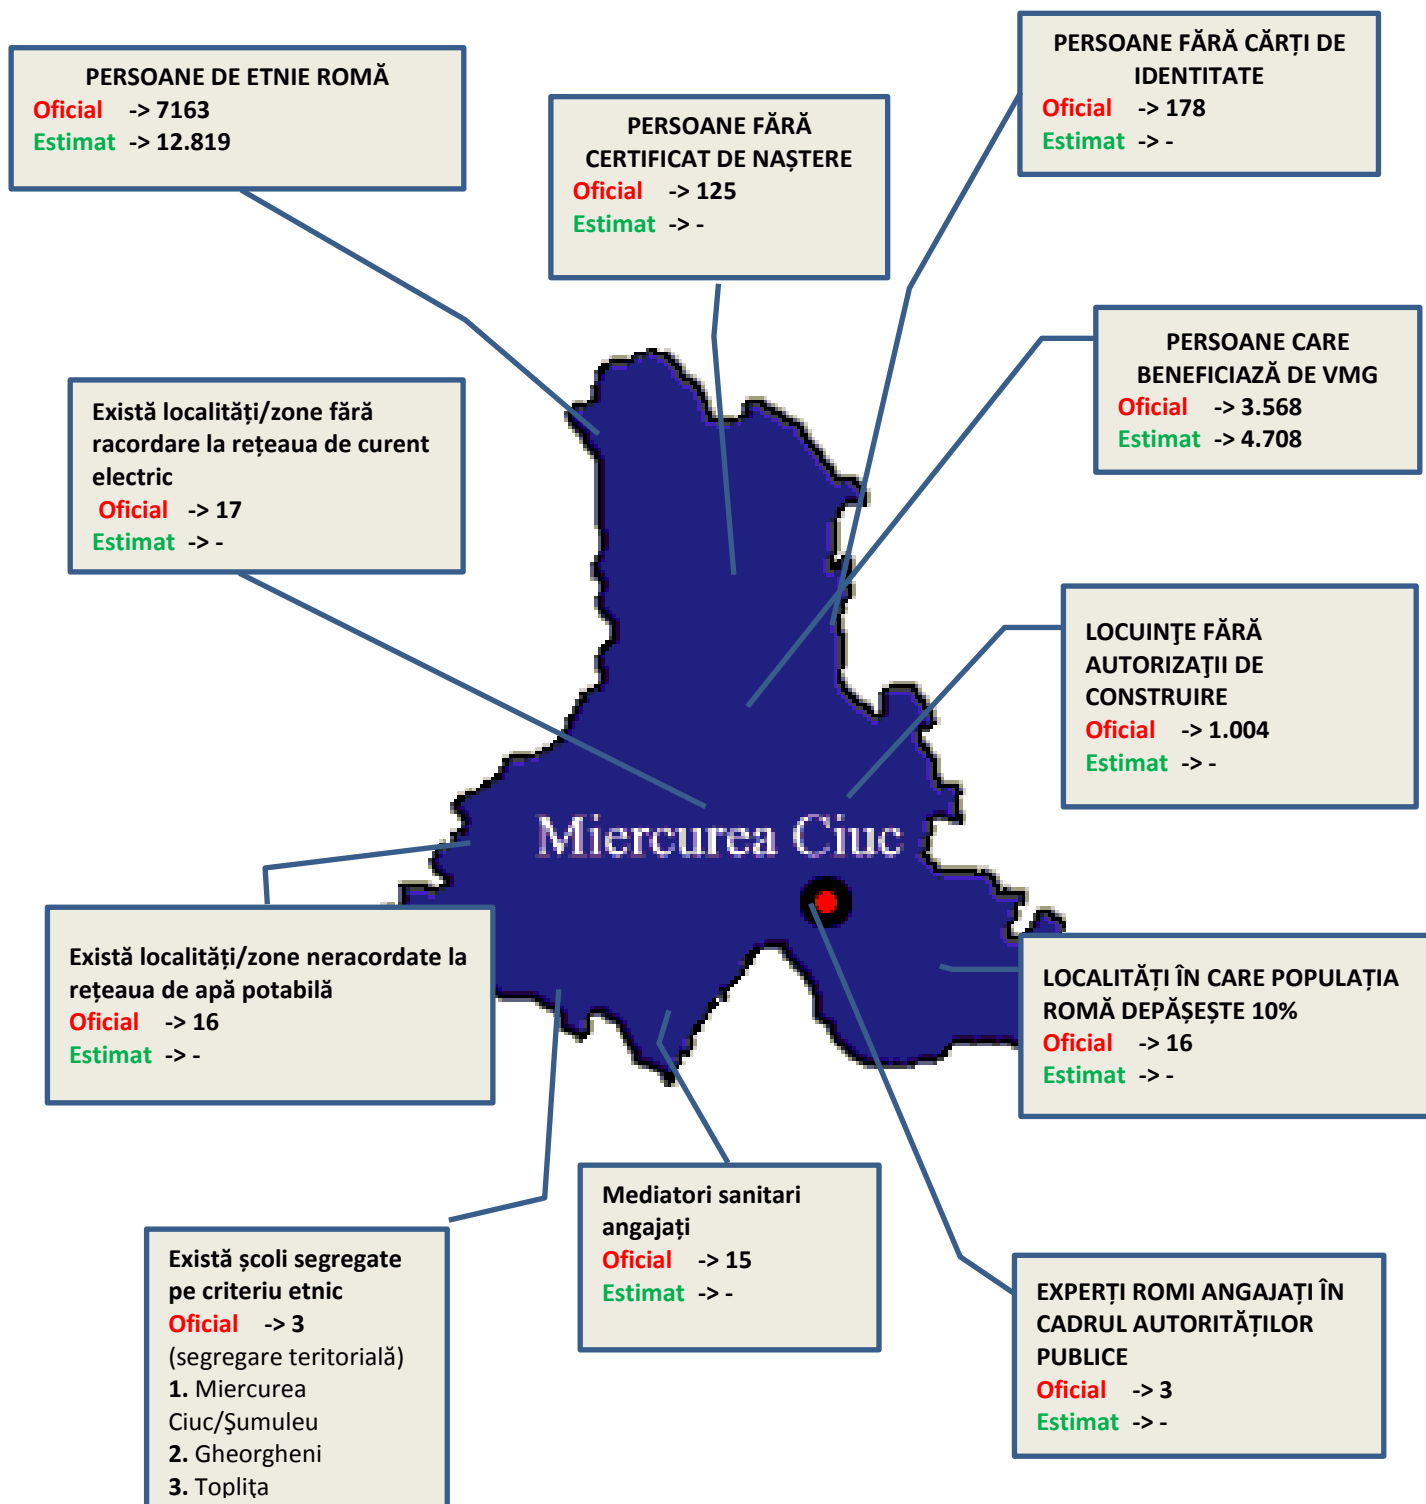 PERSOANE DE ETNIE ROMĂ
Oficial -> 7163
Estimat -> 12.819
PERSOANE FĂRĂ
CERTIFICAT DE NAȘTERE
Oficial -> 125
Estimat -> -
PERSOANE FĂRĂ CĂRȚI DE
IDENTITATE
Oficial -> 178
Estimat -> -
PERSOANE CARE
BENEFICIAZĂ DE VMG
Oficial -> 3.568
Estimat -> 4.708
Există localități/zone fără
racordare la rețeaua de curent
electric
Oficial -> 17
Estimat -> -
LOCUINŢE FĂRĂ
AUTORIZAŢII DE
CONSTRUIRE
Oficial -> 1.004
Estimat -> -
Miercurea Ciuc
Există localități/zone neracordate la
rețeaua de apă potabilă
Oficial -> 16
Estimat -> -
LOCALITĂȚI ÎN CARE POPULAȚIA
ROMĂ DEPĂȘEȘTE 10%
Oficial -> 16
Estimat -> -
Mediatori sanitari
angajați
Oficial -> 15
Estimat -> -
Există școli segregate
pe criteriu etnic
Oficial -> 3
(segregare teritorială)
1. Miercurea
Ciuc/Şumuleu
2. Gheorgheni
3. Topliţa
EXPERȚI ROMI ANGAJAȚI ÎN
CADRUL AUTORITĂȚILOR
PUBLICE
Oficial -> 3
Estimat -> -